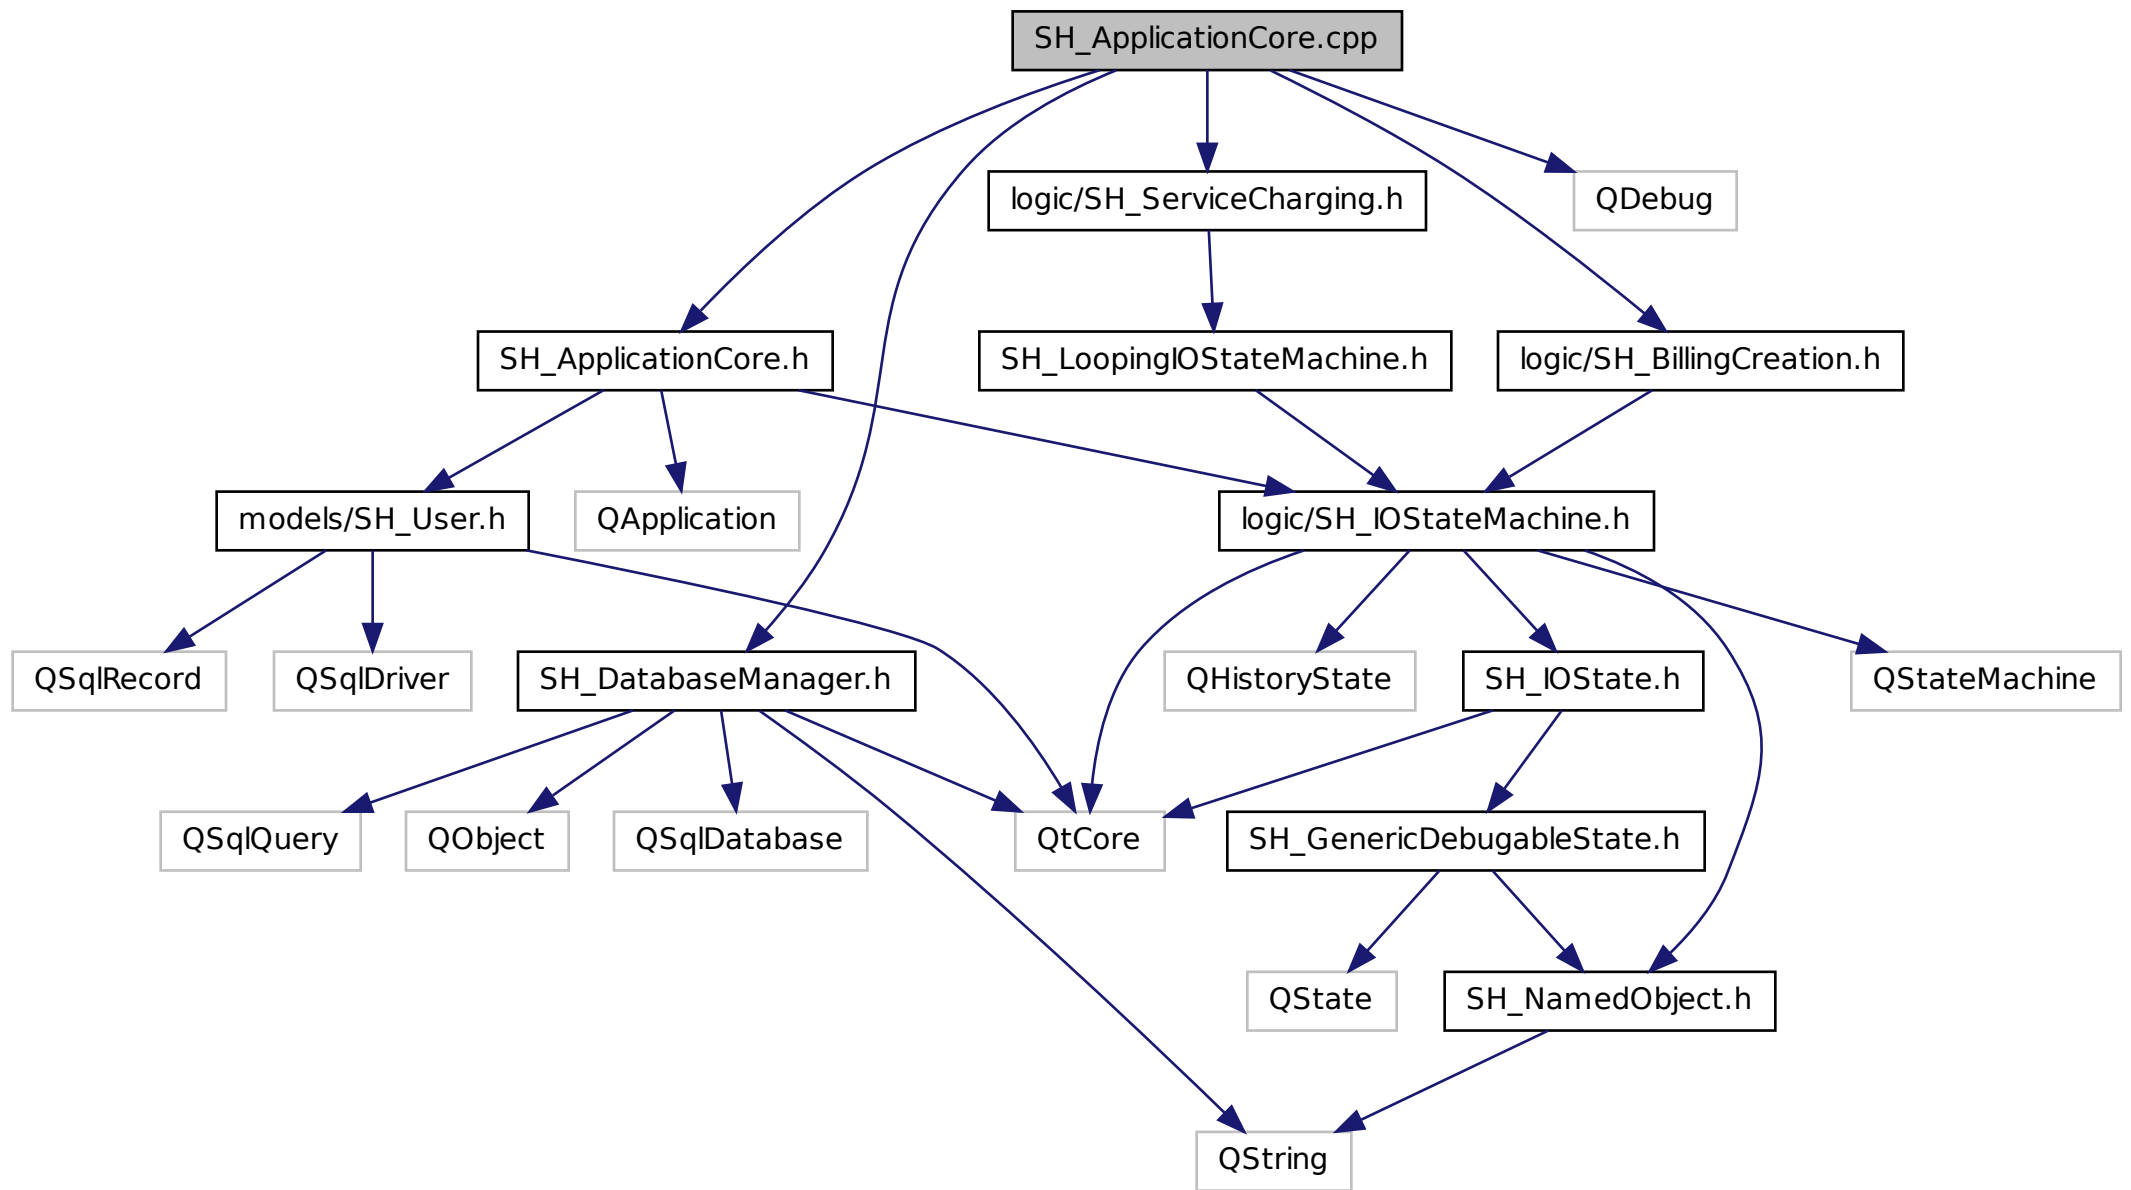 SH_ApplicationCore.cpp
logic/SH_ServiceCharging.h
QDebug
SH_ApplicationCore.h
SH_LoopingIOStateMachine.h
logic/SH_BillingCreation.h
models/SH_User.h
QApplication
logic/SH_IOStateMachine.h
QSqlRecord
QSqlDriver
SH_DatabaseManager.h
QHistoryState
SH_IOState.h
QStateMachine
QSqlQuery
QObject
QSqlDatabase
QtCore
SH_GenericDebugableState.h
QState
SH_NamedObject.h
QString